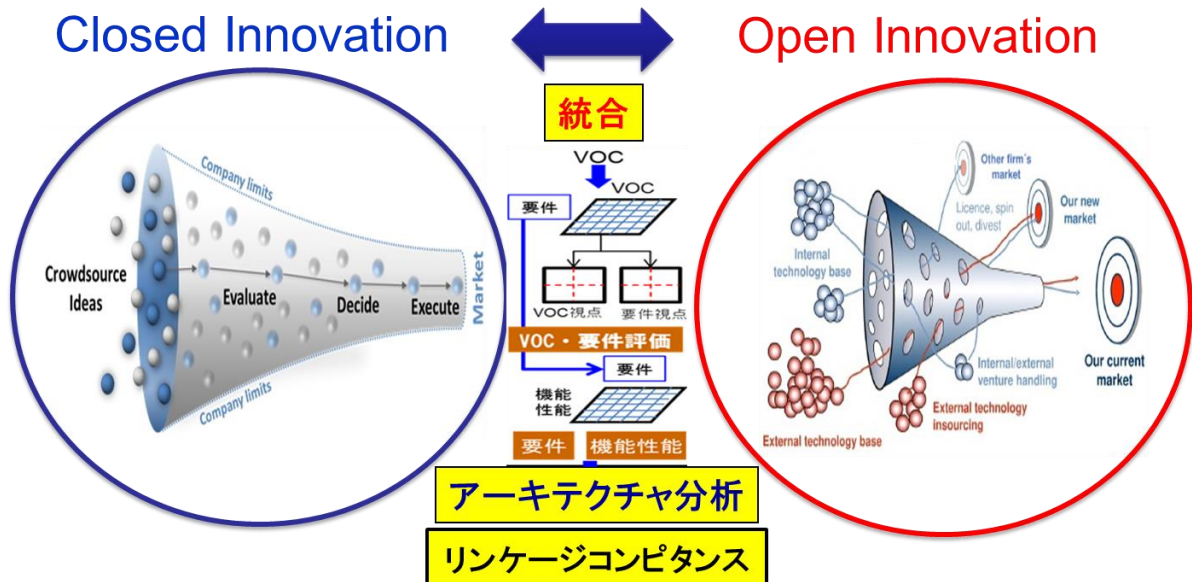 Closed Innovation
Open Innovation
Company limits
Crowdsource
Ideas
Evaluate
Decide
Execute
Market
Company limits
統合
VOC
VOC
要件
VOC視点
要件視点
VOC・要件評価
要件
機能
性能
要件
機能性能
アーキテクチャ分析
リンケージコンピタンス
Other firm´s
market
Licence, spin
out, divest
Our new
market
Internal
technology base
Internal/external
venture handling
Our current
market
External technology
insourcing
External technology base